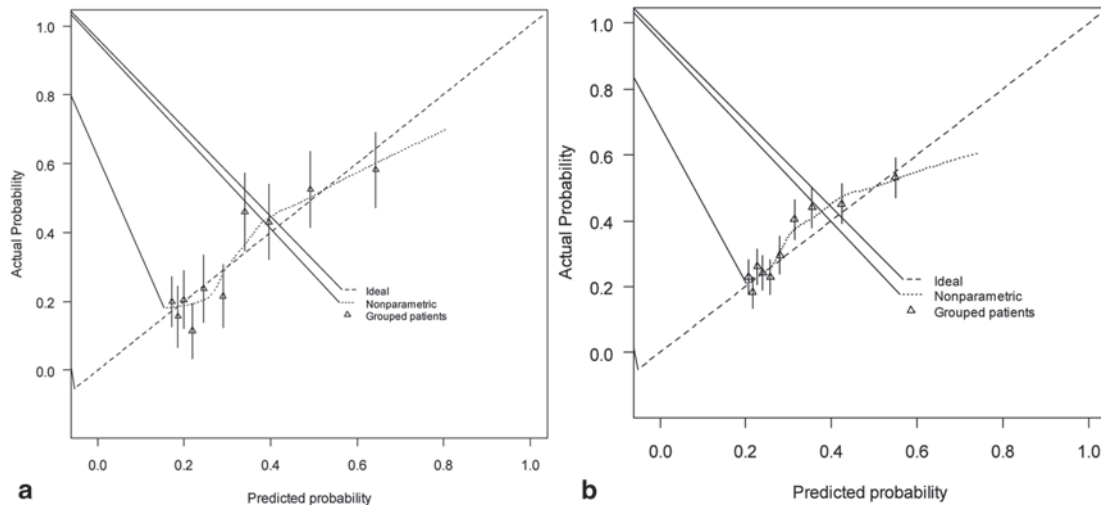 1.0
0.8
0.6
0.4
0.2
0.0
Actual Probability
Ideal
Nonparametric
Grouped patients
0.0 0.2 0.4 0.6 0.8 1.0
Predicted probability
a
1.0
0.8
0.6
0.4
0.2
0.0
Actual Probability
Ideal
Nonparametric
Grouped patients
0.0 0.2 0.4 0.6 0.8 1.0
Predicted probability
b